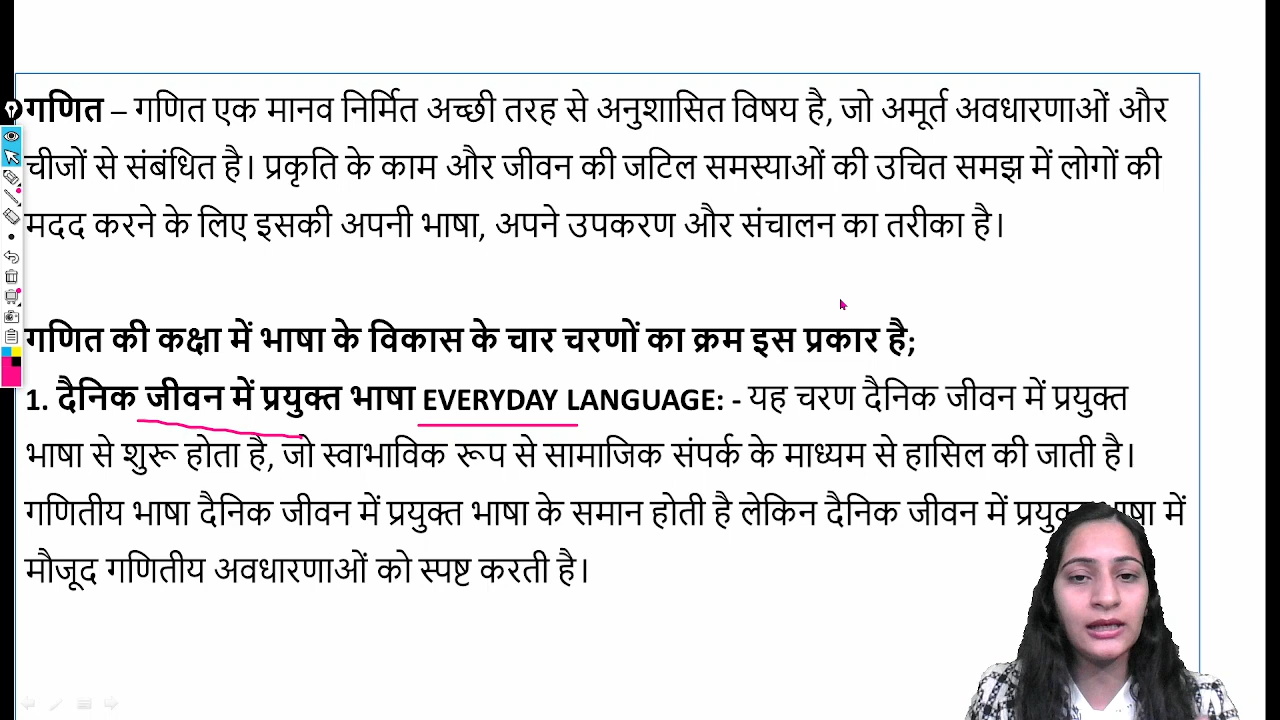 गणित – गणित एक मानव निर्मित अच्छी तरह से अनुशासित विषय है, जो अमूर्त अवधारणाओं और
चीजों से संबंधित है। प्रकृति के काम और जीवन की जटिल समस्याओं की उचित समझ में लोगों की
मदद करने के लिए इसकी अपनी भाषा, अपने उपकरण और संचालन का तरीका है।
गणित की कक्षा में भाषा के विकास के चार चरणों का क्रम इस प्रकार है;
1. दैनिक जीवन में प्रयुक्त भाषा EVERYDAY LANGUAGE: - यह चरण दैनिक जीवन में प्रयुक्त
भाषा से शुरू होता है, जो स्वाभाविक रूप से सामाजिक संपर्क के माध्यम से हासिल की जाती है।
गणितीय भाषा दैनिक जीवन में प्रयुक्त भाषा के समान होती है लेकिन दैनिक जीवन में में
मौजूद गणितीय अवधारणाओं को स्पष्ट करती है।